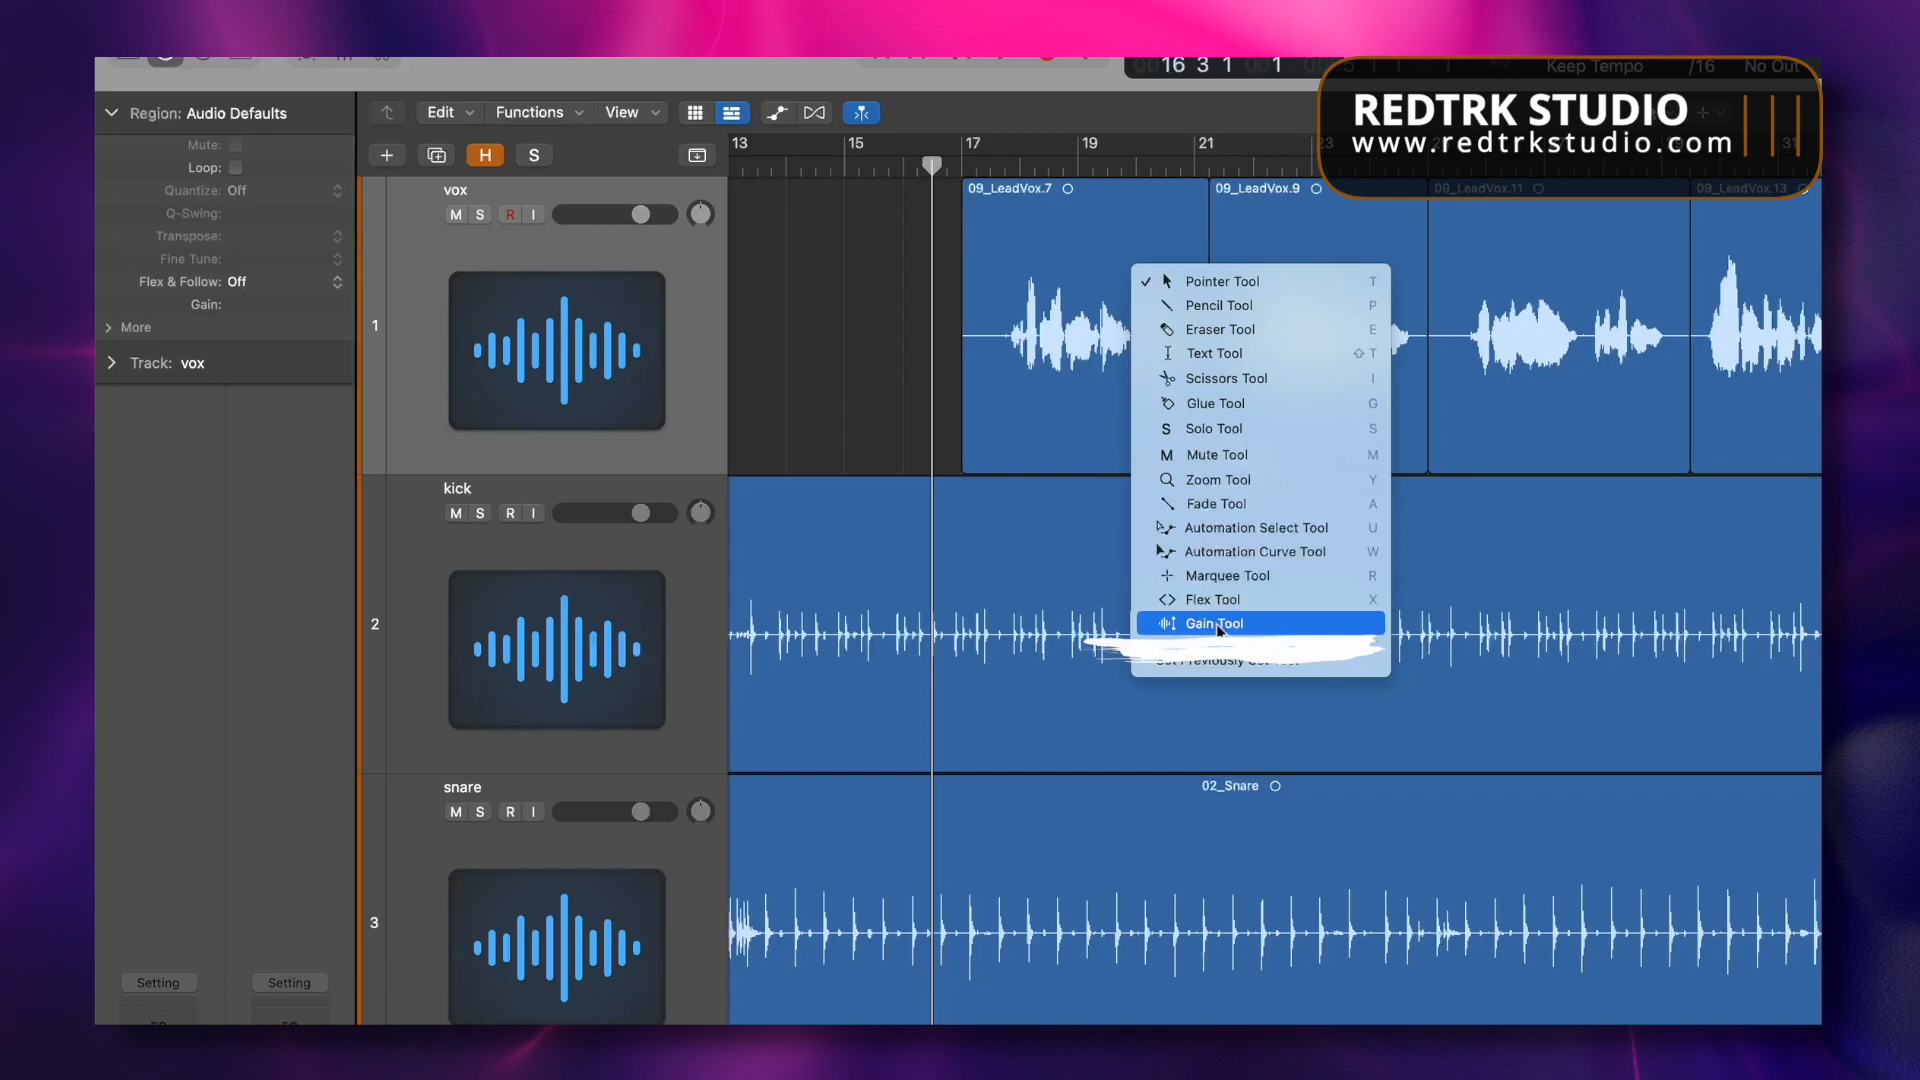 16 3 1 1
Keep Tempo /16 No Out
REDTRK STUDIO
www.redtrkstudio.com
Region: Audio Defaults
Edit Functions View
Mute:
Loop:
Quantize: Off
Q-Swing:
Transpose:
Fine Tune:
Flex & Follow: Off
Gain:
More
Track: vox
H S
13 15 17 19 21 23 31
09_LeadVox.7 09_LeadVox.9 09_LeadVox.11 09_LeadVox.13
1
vox
M S R I
Pointer Tool T
Pencil Tool P
Eraser Tool E
Text Tool T
Scissors Tool I
Glue Tool G
Solo Tool S
Mute Tool M
Zoom Tool Y
Fade Tool A
Automation Select Tool U
Automation Curve Tool W
Marquee Tool R
Flex Tool X
Gain Tool
2
kick
M S R I
3
snare
M S R I
02_Snare
Setting Setting